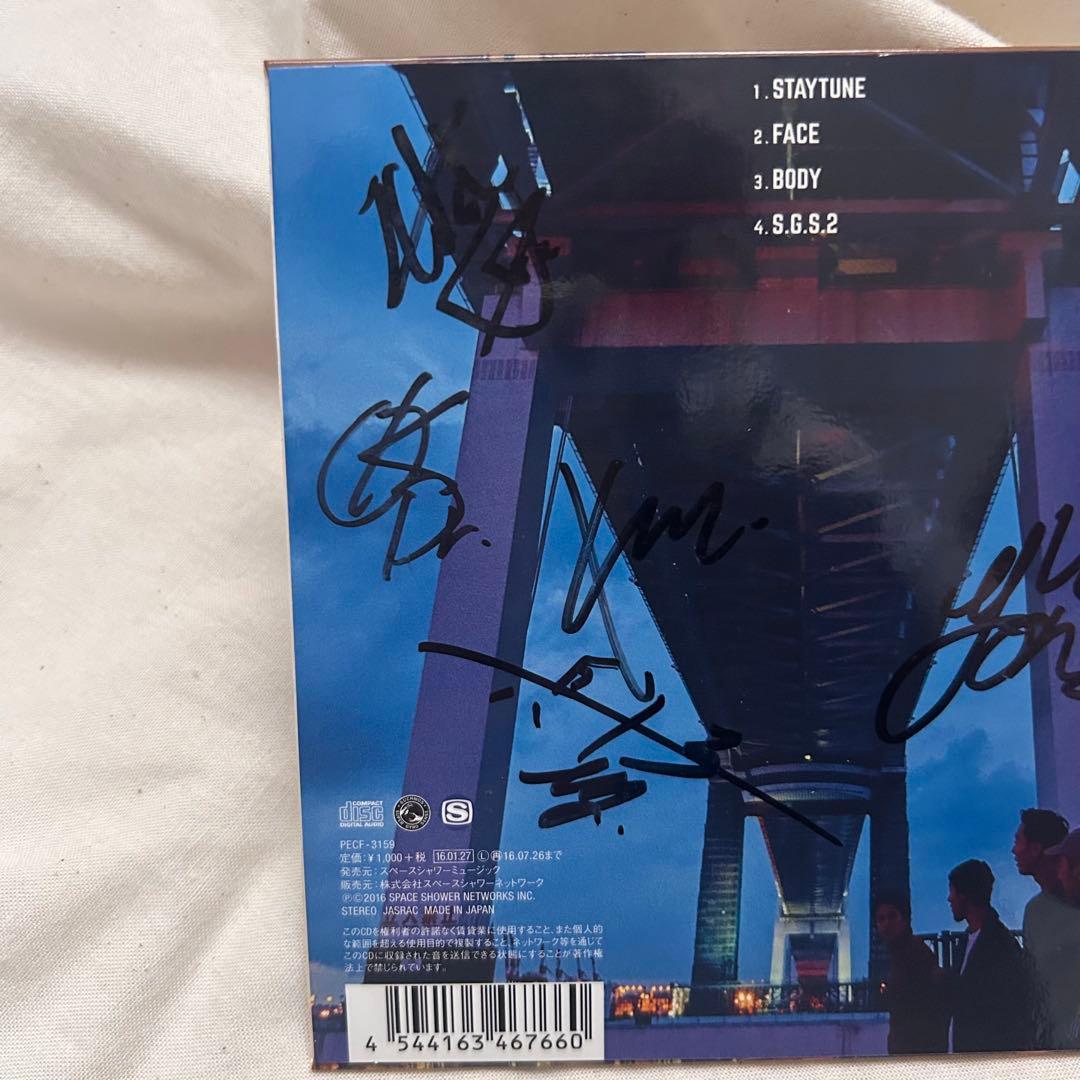 1. STAYTUNE
2. FACE
3. BODY
4. S.G.S.2
Dr.
COMPACT
disc
DIGITAL AUDIO
S
PECF-3159
定価:¥1,000+税 16.01.27 Ⓛ㊅16.07.26まで
発売元:スペースシャワーミュージック
販売元:株式会社スペースシャワーネットワーク
Ⓟ©2016 SPACE SHOWER NETWORKS INC.
STEREO JASRAC MADE IN JAPAN
このCDを権利者の許諾なく賃貸業に使用すること、また個人的
な範囲を超える使用目的で複製すること、ネットワーク等を通じて
このCDに収録された音を送信できる状態にすることが著作権
法上で禁じられています。
4 544163 467660